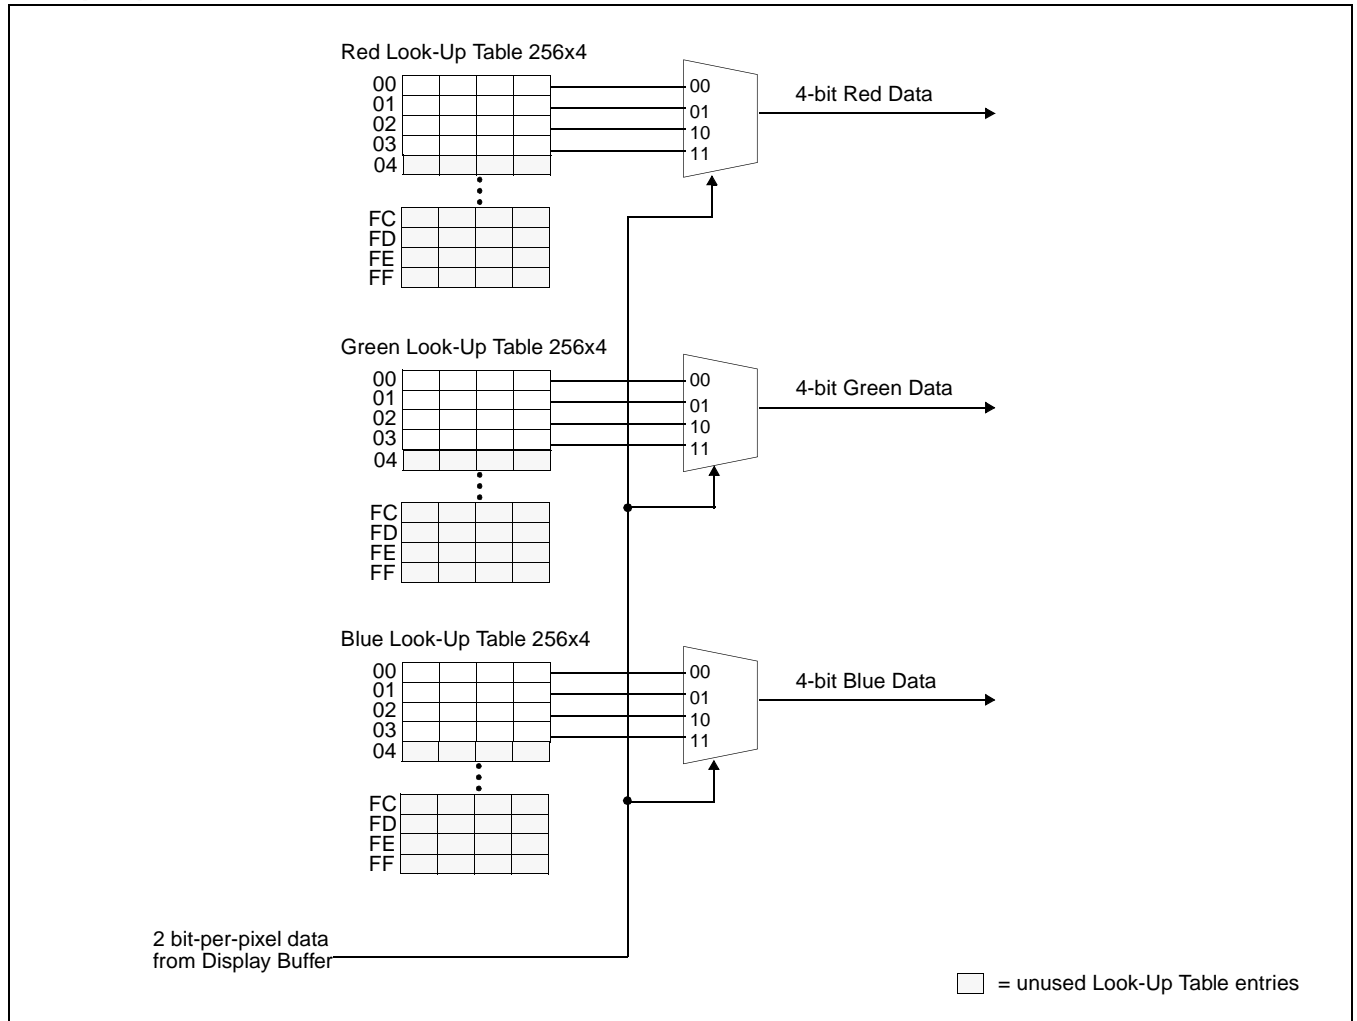 Red Look-Up Table 256x4
00
01
02
03
04
FC
FD
FE
FF
00
01
10
11
4-bit Red Data
Green Look-Up Table 256x4
00
01
02
03
04
FC
FD
FE
FF
00
01
10
11
4-bit Green Data
Blue Look-Up Table 256x4
00
01
02
03
04
FC
FD
FE
FF
00
01
10
11
4-bit Blue Data
2 bit-per-pixel data
from Display Buffer
= unused Look-Up Table entries